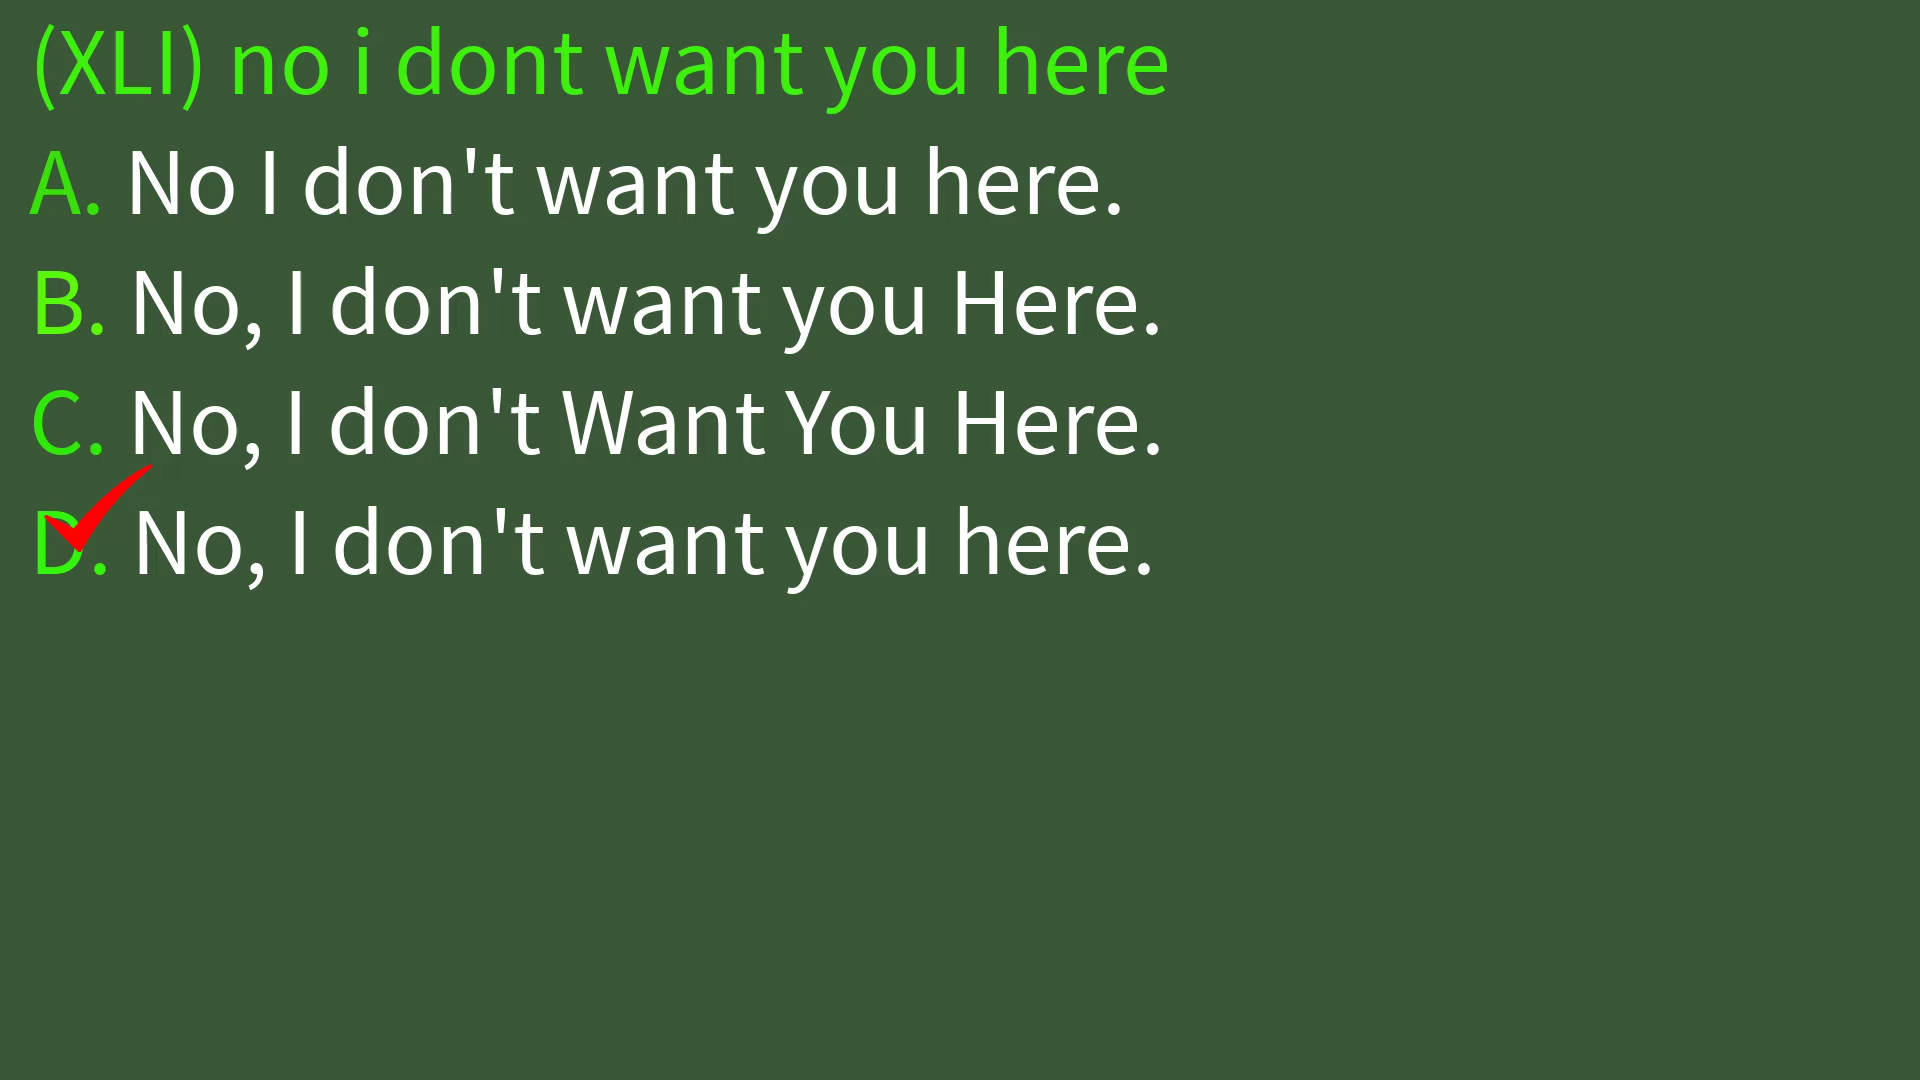 (XLI) no i dont want you here
A. No I don't want you here.
B. No, I don't want you Here.
C. No, I don't Want You Here.
D. No, I don't want you here.